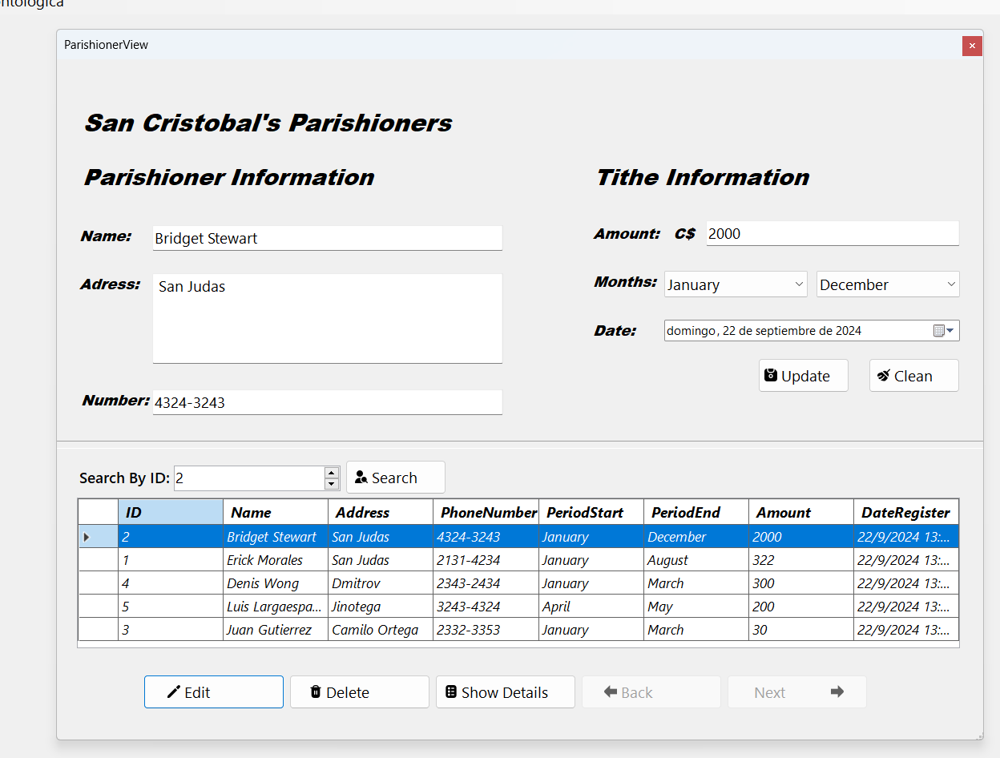 ontológica
ParishionerView
San Cristobal's Parishioners
Parishioner Information
Tithe Information
Name: Bridget Stewart
Amount: C$ 2000
Adress: San Judas
Months: January December
Date: domingo, 22 de septiembre de 2024
Update Clean
Number: 4324-3243
Search By ID: 2 Search
ID Name Address PhoneNumber PeriodStart PeriodEnd Amount DateRegister
2 Bridget Stewart San Judas 4324-3243 January December 2000 22/9/2024 13:...
1 Erick Morales San Judas 2131-4234 January August 322 22/9/2024 13:...
4 Denis Wong Dmitrov 2343-2434 January March 300 22/9/2024 13:...
5 Luis Largaespa... Jinotega 3243-4324 April May 200 22/9/2024 13:...
3 Juan Gutierrez Camilo Ortega 2332-3353 January March 30 22/9/2024 13:...
Edit Delete Show Details Back Next